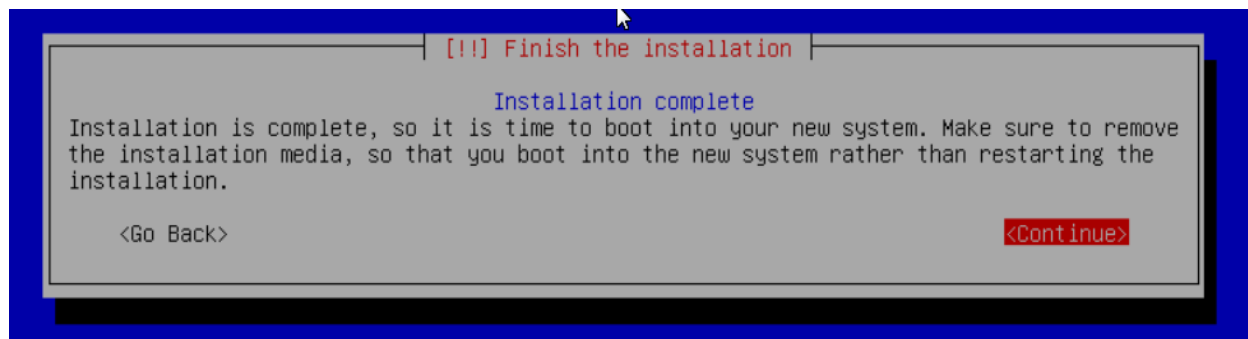 [!!] Finish the installation
Installation complete
Installation is complete, so it is time to boot into your new system. Make sure to remove
the installation media, so that you boot into the new system rather than restarting the
installation.
<Go Back> <Continue>